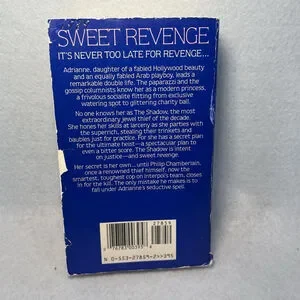 SWEET REVENGE
IT'S NEVER TOO LATE FOR REVENGE...
Adrianne, daughter of a fabled Hollywood beauty
and an equally fabled Arab playboy, leads a
remarkable double life. The paparazzi and the
gossip columnists know her as a modern princess,
a frivolous socialite flitting from exclusive
watering spot to glittering charity ball.
No one knows her as The Shadow, the most
extraordinary jewel thief of the decade.
She hones her skills at larceny as she parties with
the superrich, stealing their trinkets and
baubles just for practice. For she has a secret plan
for the ultimate heist—a spectacular plan to
even a bitter score. The Shadow is intent
on justice—and sweet revenge.
Her secret is her own...until Philip Chamberlain,
once a renowned thief himself, now the
smartest, toughest cop on Interpol's team, closes
in for the kill. The only mistake he makes is to
fall under Adrianne's seductive spell.
27859
0-553-27859-2>>395